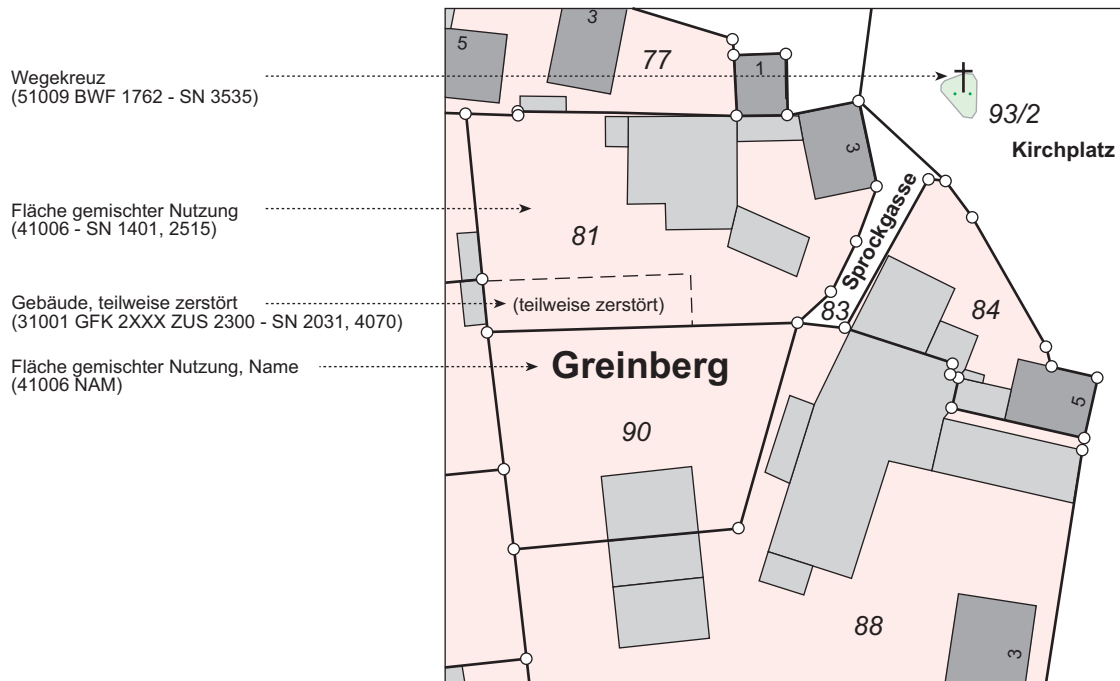 Wegekreuz
(51009 BWF 1762 - SN 3535)
Fläche gemischter Nutzung
(41006 - SN 1401, 2515)
Gebäude, teilweise zerstört
(31001 GFK 2XXX ZUS 2300 - SN 2031, 4070)
Fläche gemischter Nutzung, Name
(41006 NAM)
3
5
77
1
93/2
Kirchplatz
3
Sprockgasse
81
(teilweise zerstört)
83
84
Greinberg
5
90
88
3